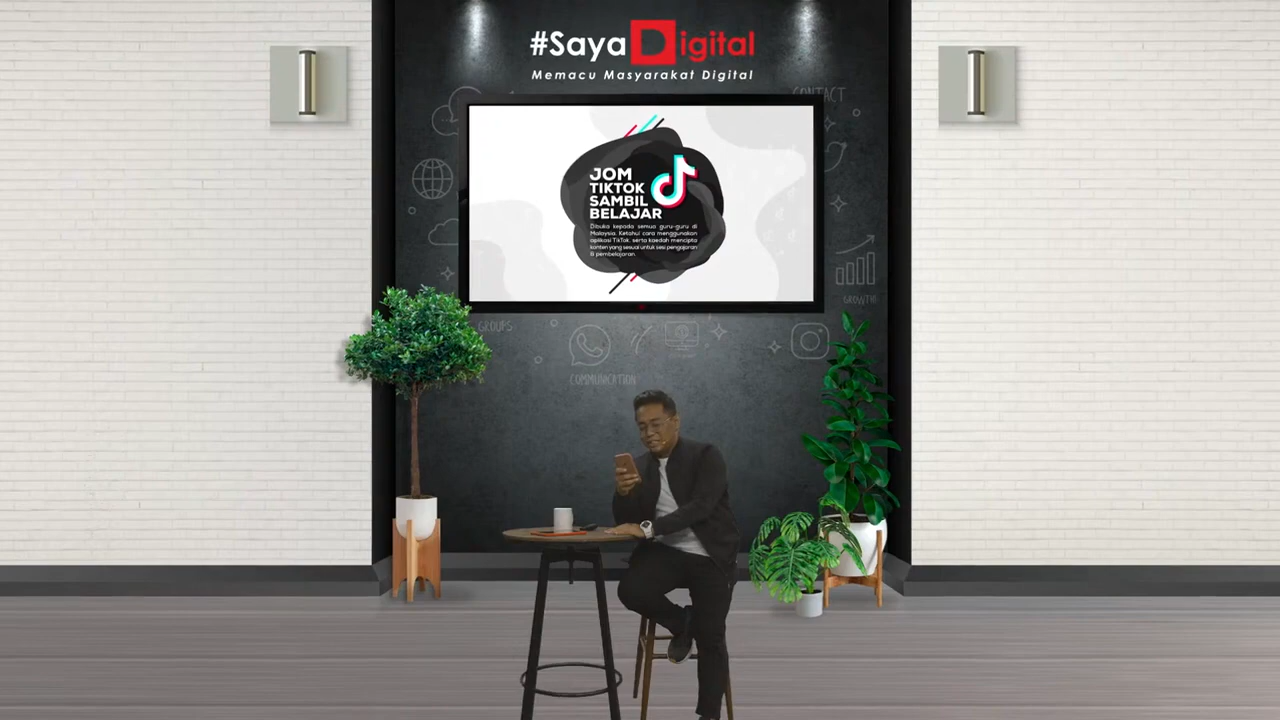 #SayaDigital
Memacu Masyarakat Digital
CONTACT
JOM
TIKTOK
SAMBIL
BELAJAR
Dibuka kepada semua guru-guru di
Malaysia. Ketahui cara menggunakan
aplikasi TikTok, serta kaedah mencipta
konten yang sesuai untuk sesi pengajaran
& pembelajaran.
GROWTH!
GROUPS
COMMUNICATION